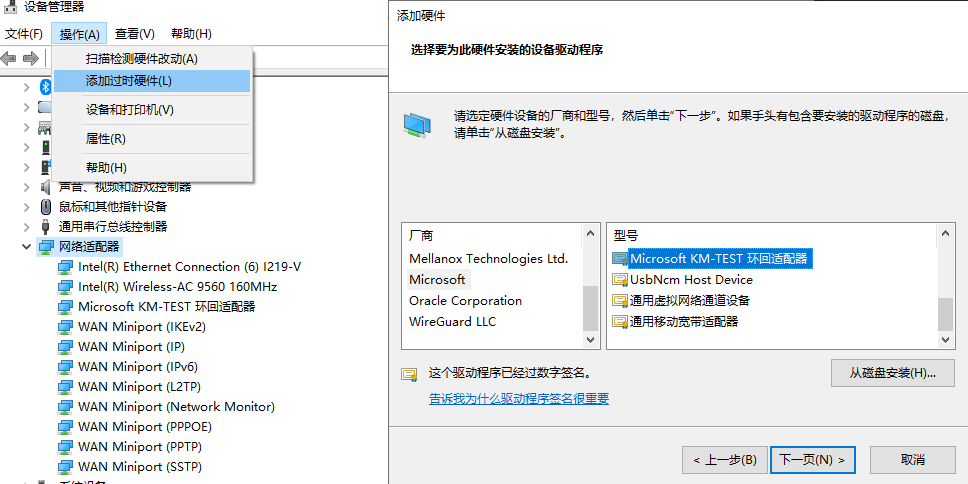 设备管理器
文件(F) 操作(A) 查看(V) 帮助(H)
扫描检测硬件改动(A)
添加过时硬件(L)
设备和打印机(V)
属性(R)
帮助(H)
声音、视频和游戏控制器
鼠标和其他指针设备
通用串行总线控制器
网络适配器
Intel(R) Ethernet Connection (6) I219-V
Intel(R) Wireless-AC 9560 160MHz
Microsoft KM-TEST 环回适配器
WAN Miniport (IKEv2)
WAN Miniport (IP)
WAN Miniport (IPv6)
WAN Miniport (L2TP)
WAN Miniport (Network Monitor)
WAN Miniport (PPPOE)
WAN Miniport (PPTP)
WAN Miniport (SSTP)
添加硬件
选择要为此硬件安装的设备驱动程序
请选定硬件设备的厂商和型号，然后单击“下一步”。如果手头有包含要安装的驱动程序的磁盘，
请单击“从磁盘安装”。
厂商
Mellanox Technologies Ltd.
Microsoft
Oracle Corporation
WireGuard LLC
型号
Microsoft KM-TEST 环回适配器
UsbNcm Host Device
通用虚拟网络通道设备
通用移动宽带适配器
这个驱动程序已经过数字签名。
告诉我为什么驱动程序签名很重要
从磁盘安装(H)...
< 上一步(B) 下一页(N) > 取消